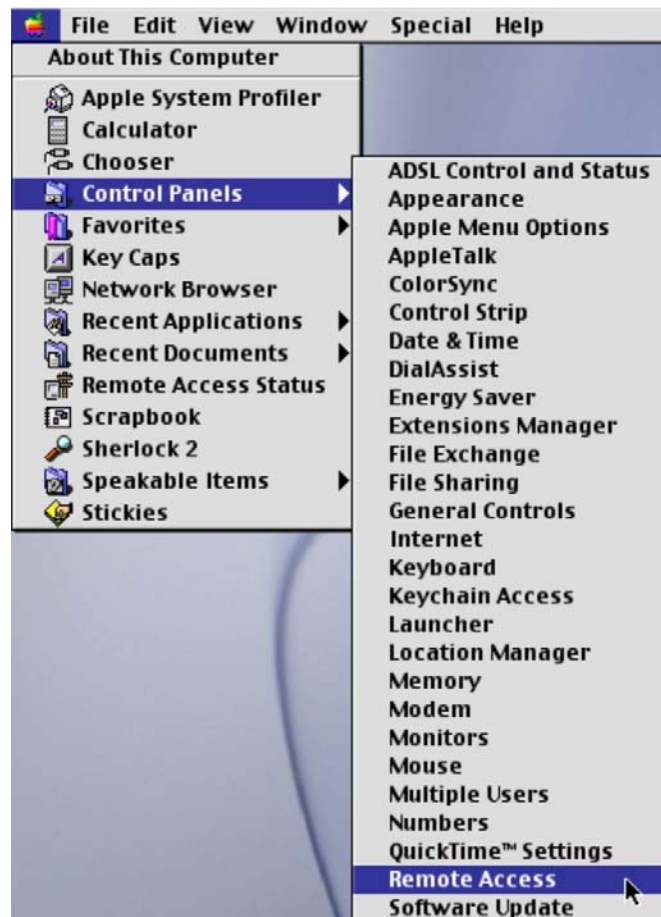 File Edit View Window Special Help
About This Computer
Apple System Profiler
Calculator
Chooser
Control Panels
Favorites
Key Caps
Network Browser
Recent Applications
Recent Documents
Remote Access Status
Scrapbook
Sherlock 2
Speakable Items
Stickies
ADSL Control and Status
Appearance
Apple Menu Options
AppleTalk
ColorSync
Control Strip
Date & Time
DialAssist
Energy Saver
Extensions Manager
File Exchange
File Sharing
General Controls
Internet
Keyboard
Keychain Access
Launcher
Location Manager
Memory
Modem
Monitors
Mouse
Multiple Users
Numbers
QuickTime™ Settings
Remote Access
Software Update